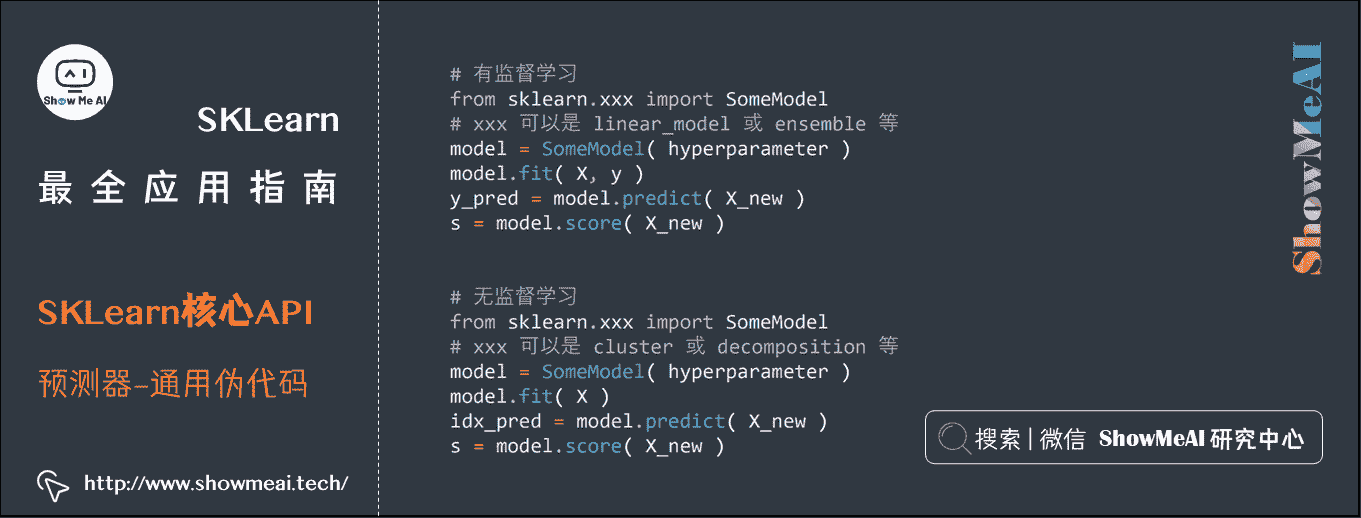 Show Me AI
SKLearn
最全应用指南
SKLearn核心API
预测器-通用伪代码
http://www.showmeai.tech/
# 有监督学习
from sklearn.xxx import SomeModel
# xxx 可以是 linear_model 或 ensemble 等
model = SomeModel( hyperparameter )
model.fit( X, y )
y_pred = model.predict( X_new )
s = model.score( X_new )
# 无监督学习
from sklearn.xxx import SomeModel
# xxx 可以是 cluster 或 decomposition 等
model = SomeModel( hyperparameter )
model.fit( X )
idx_pred = model.predict( X_new )
s = model.score( X_new )
ShowMeAI
搜索 | 微信 ShowMeAI 研究中心